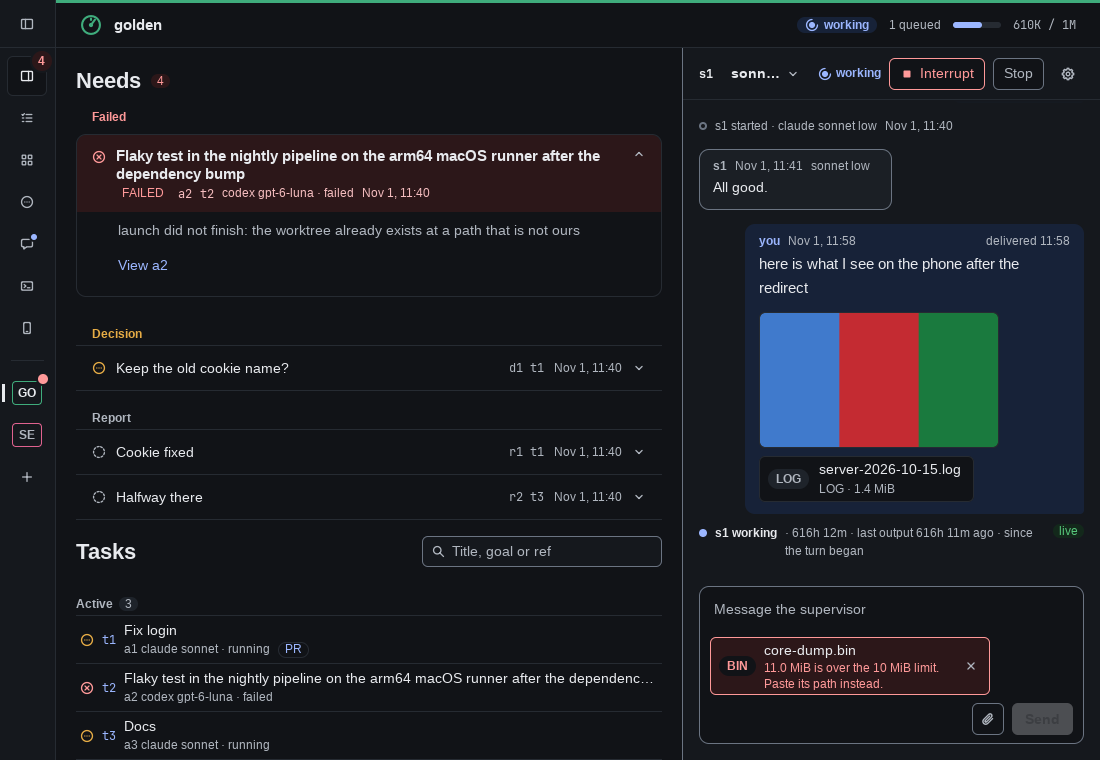 golden
working
1 queued
610K / 1M
4
GO
SE
Needs 4
Failed
Flaky test in the nightly pipeline on the arm64 macOS runner after the
dependency bump
FAILED a2 t2 codex gpt-6-luna · failed Nov 1, 11:40
launch did not finish: the worktree already exists at a path that is not ours
View a2
Decision
Keep the old cookie name? d1 t1 Nov 1, 11:40
Report
Cookie fixed r1 t1 Nov 1, 11:40
Halfway there r2 t3 Nov 1, 11:40
Tasks
Title, goal or ref
Active 3
t1 Fix login
a1 claude sonnet · running PR
t2 Flaky test in the nightly pipeline on the arm64 macOS runner after the dependenc…
a2 codex gpt-6-luna · failed
t3 Docs
a3 claude sonnet · running
s1 sonn… working Interrupt Stop
s1 started · claude sonnet low Nov 1, 11:40
s1 Nov 1, 11:41 sonnet low
All good.
you Nov 1, 11:58 delivered 11:58
here is what I see on the phone after the
redirect
LOG
server-2026-10-15.log
LOG · 1.4 MiB
s1 working · 616h 12m · last output 616h 11m ago · since
the turn began
live
Message the supervisor
BIN
core-dump.bin
11.0 MiB is over the 10 MiB limit.
Paste its path instead.
Send